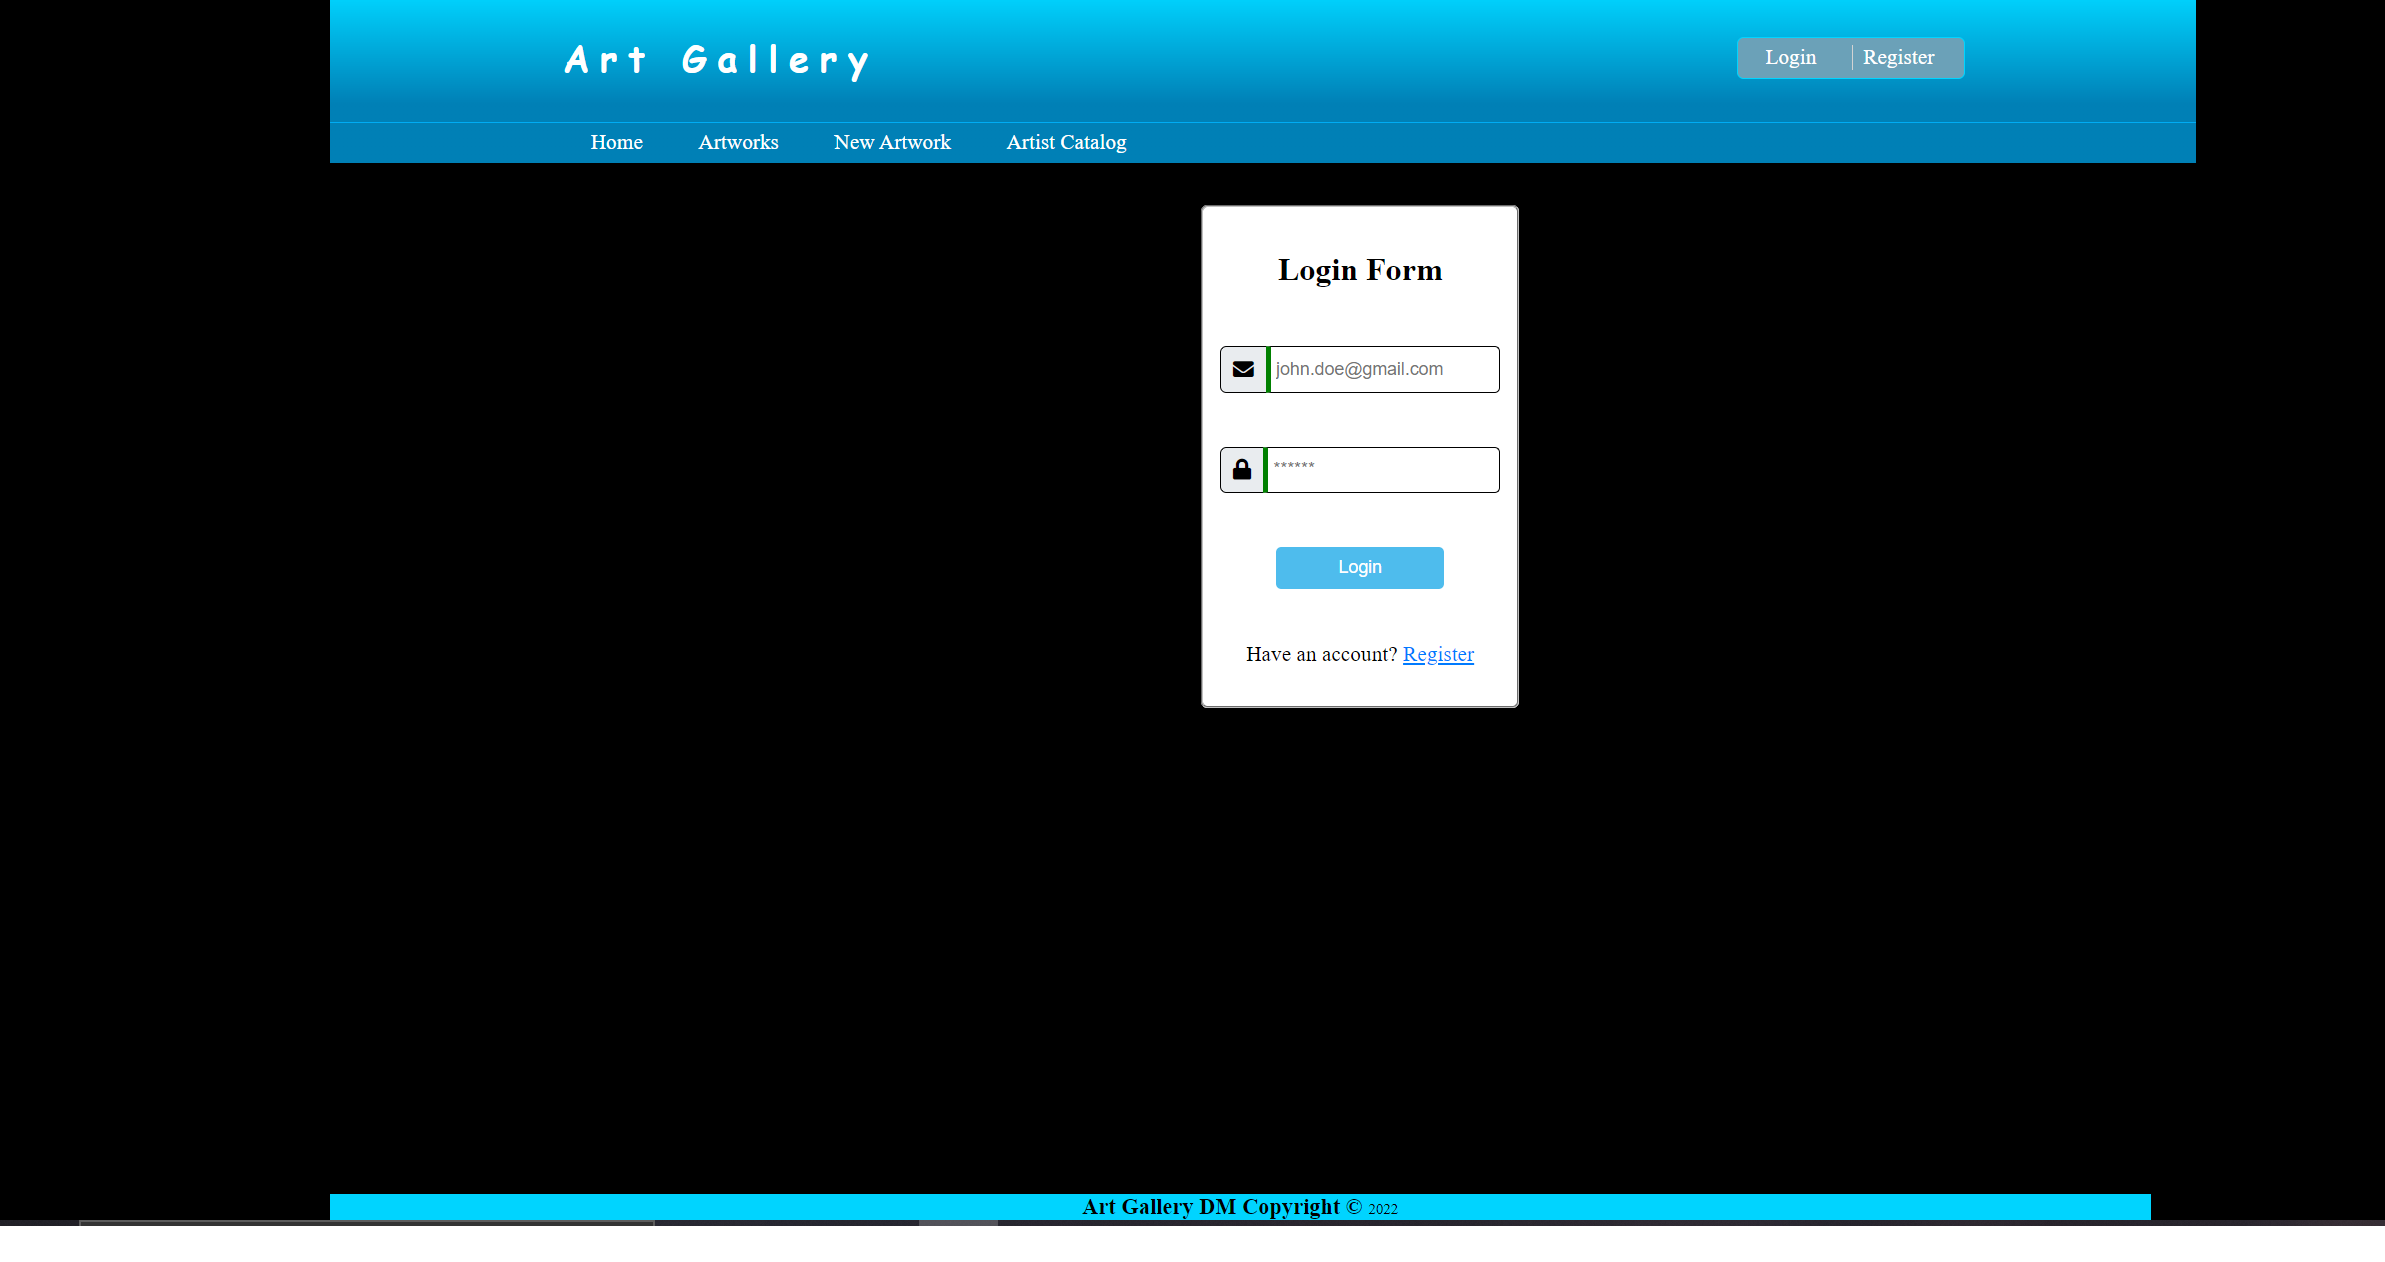 Art Gallery
Login Register
Home Artworks New Artwork Artist Catalog
Login Form
john.doe@gmail.com
******
Login
Have an account? Register
Art Gallery DM Copyright © 2022